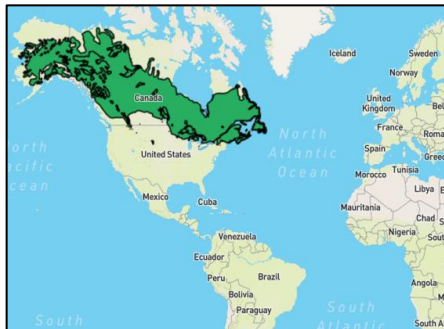 Iceland
Sweden
Norway
Canada
United
Kingdom
Bel
North
Atlantic
Ocean
France
Roma
Spain
Greec
United States
Tunisia
Morocco
orth
acific
cean
Libya
E
Mexico
Cuba
Mauritania
Chad
S
Nigeria
Venezuela
Sou
Ecuador
Brazil
Peru
Bolivia
Angola
Paraguay
M
South
South
Atlantic
South A